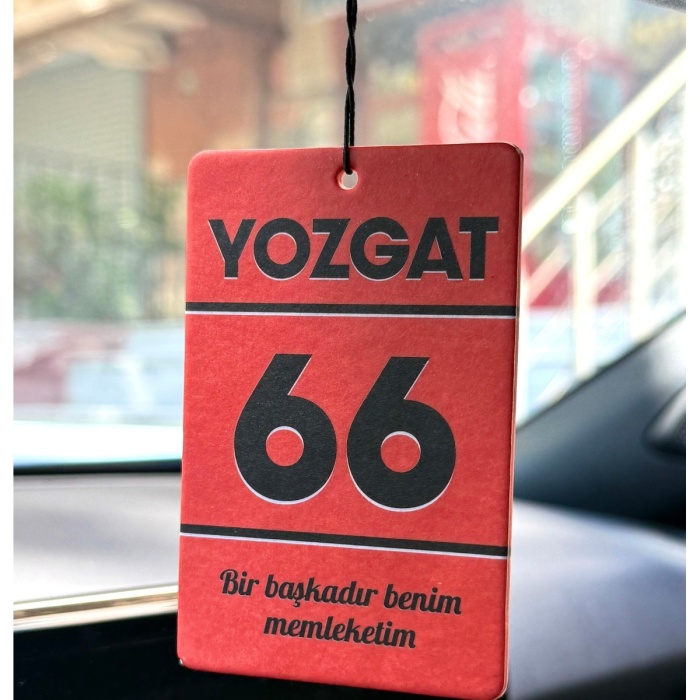 YOZGAT
66
Bir başkadır benim
memleketim